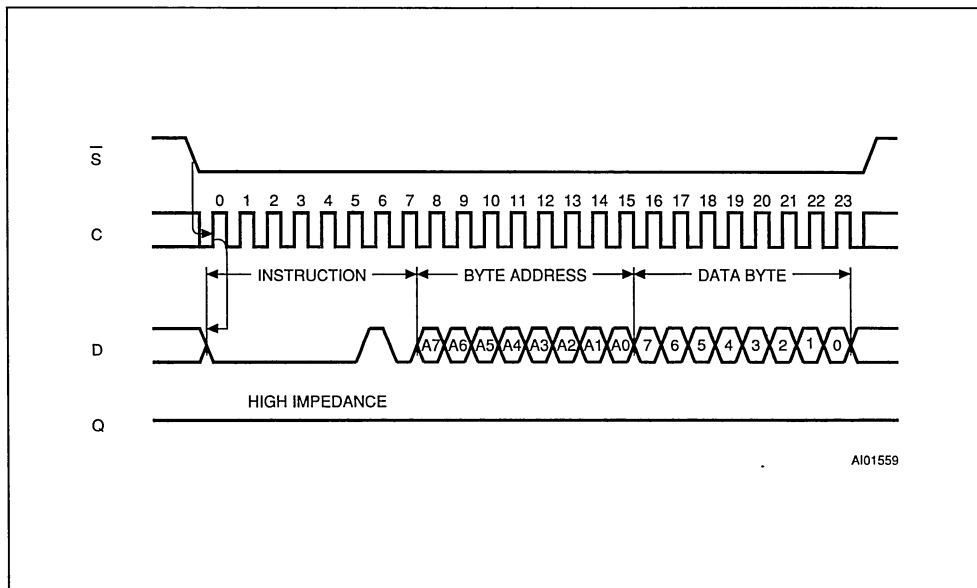 S
0 1 2 3 4 5 6 7 8 9 10 11 12 13 14 15 16 17 18 19 20 21 22 23
C
INSTRUCTION BYTE ADDRESS DATA BYTE
D A7 A6 A5 A4 A3 A2 A1 A0 7 6 5 4 3 2 1 0
HIGH IMPEDANCE
Q
AI01559